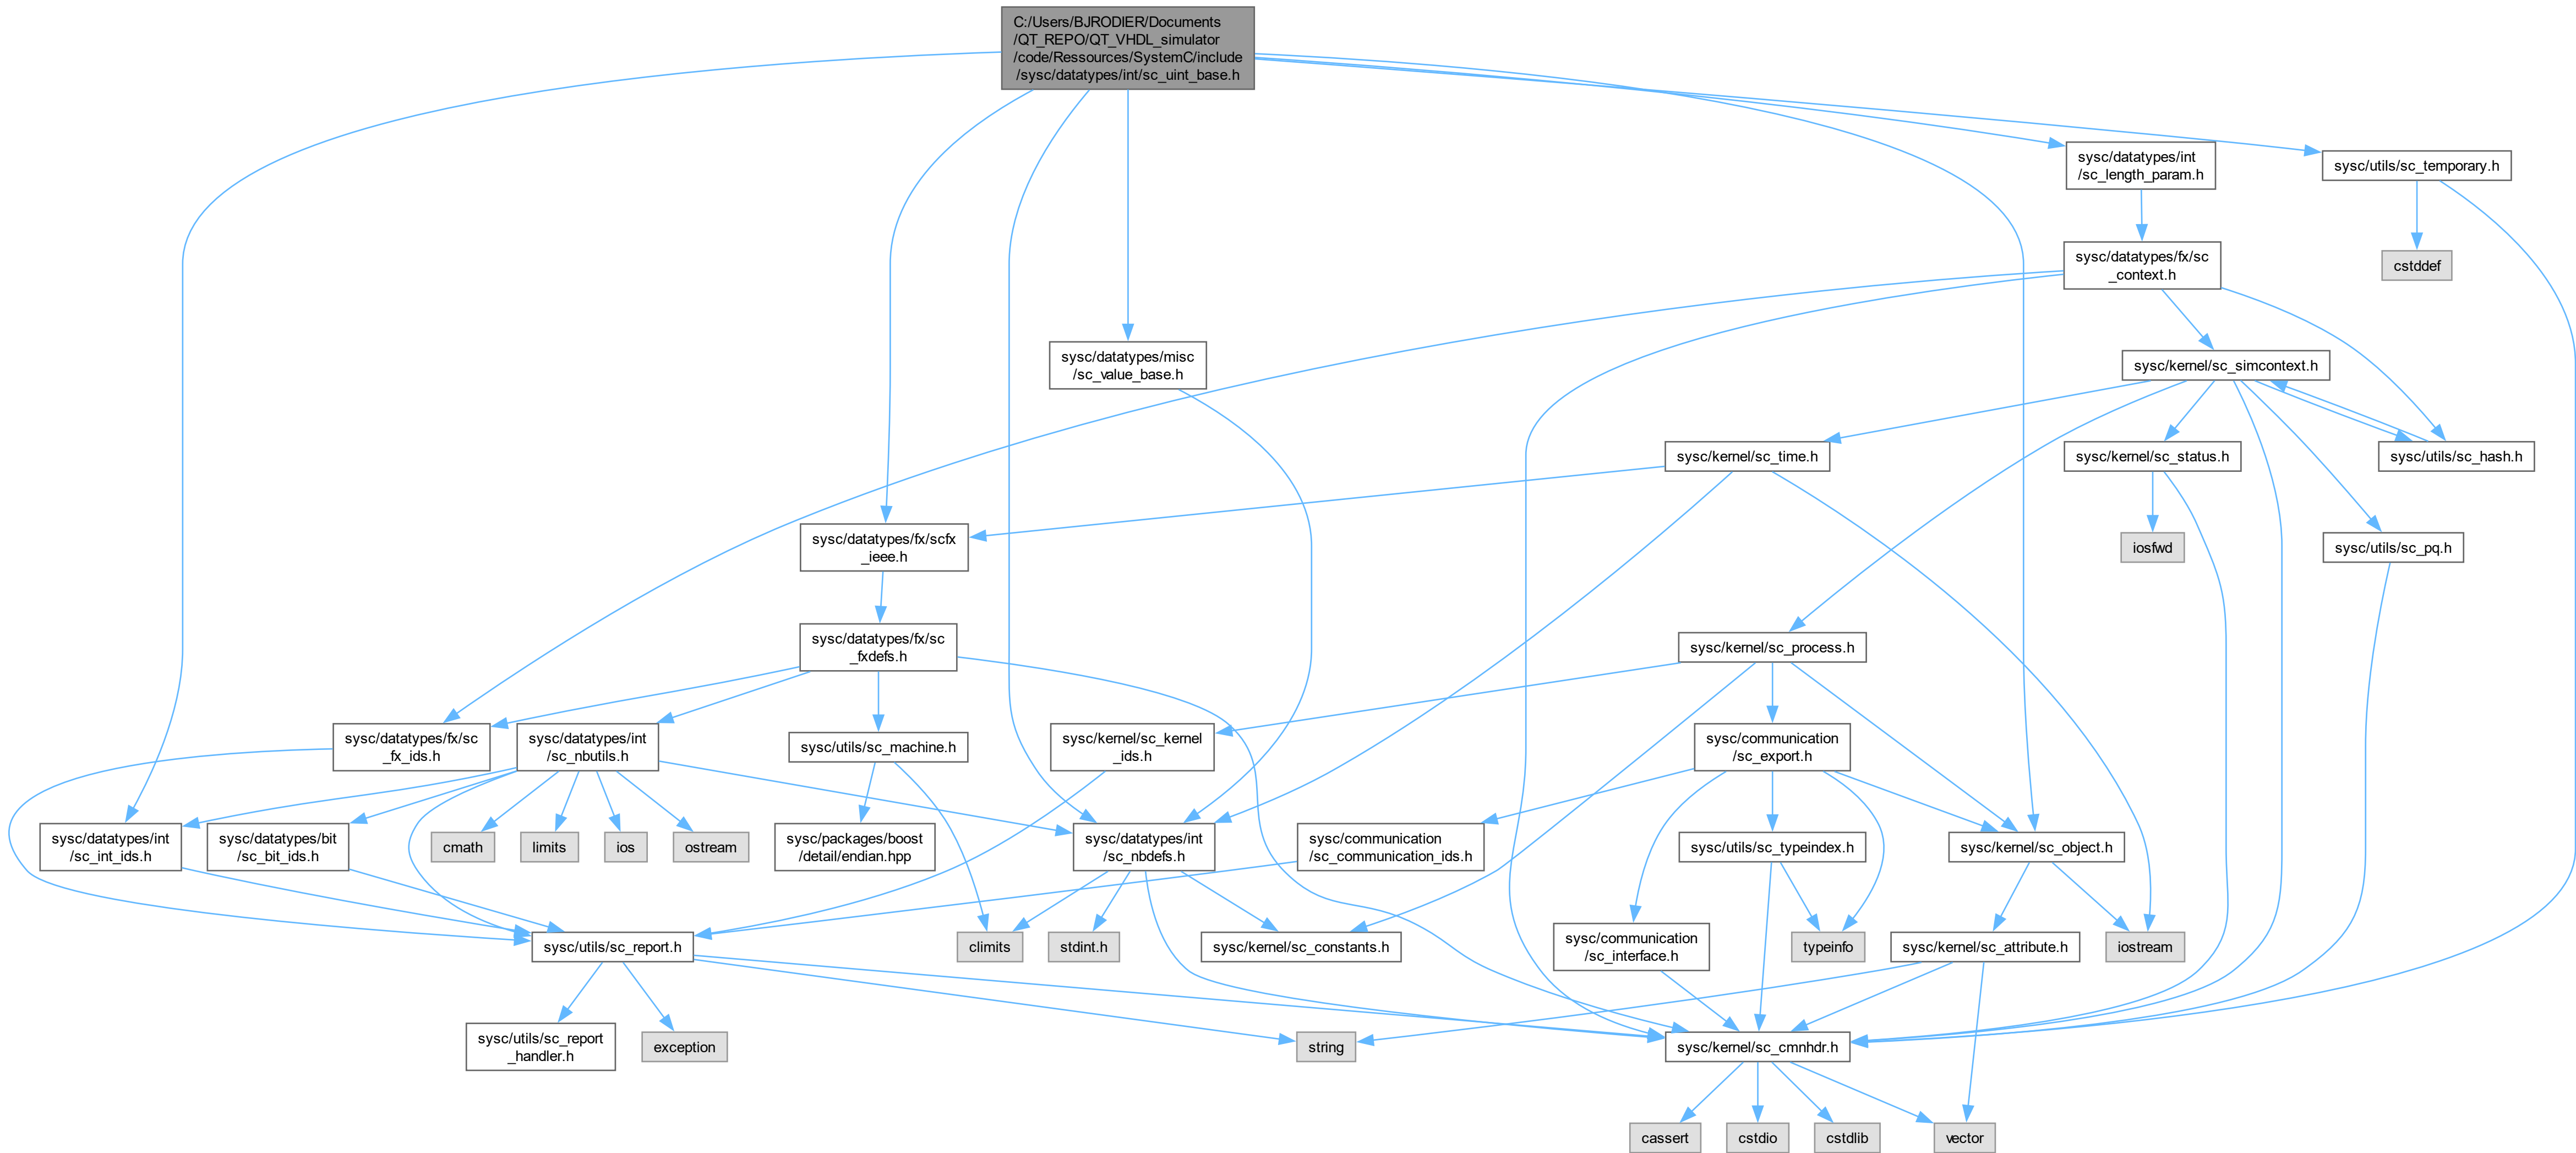 C:/Users/BJRODIER/Documents
/QT_REPO/QT_VHDL_simulator
/code/Ressources/SystemC/include
/sysc/datatypes/int/sc_uint_base.h
sysc/datatypes/int
/sc_length_param.h
sysc/utils/sc_temporary.h
sysc/datatypes/fx/sc
_context.h
cstddef
sysc/datatypes/misc
/sc_value_base.h
sysc/kernel/sc_simcontext.h
sysc/kernel/sc_time.h
sysc/kernel/sc_status.h
sysc/utils/sc_hash.h
sysc/datatypes/fx/scfx
_ieee.h
iosfwd
sysc/utils/sc_pq.h
sysc/datatypes/fx/sc
_fxdefs.h
sysc/kernel/sc_process.h
sysc/datatypes/fx/sc
_fx_ids.h
sysc/datatypes/int
/sc_nbutils.h
sysc/utils/sc_machine.h
sysc/kernel/sc_kernel
_ids.h
sysc/communication
/sc_export.h
sysc/datatypes/int
/sc_int_ids.h
sysc/datatypes/bit
/sc_bit_ids.h
cmath
limits
ios
ostream
sysc/packages/boost
/detail/endian.hpp
sysc/datatypes/int
/sc_nbdefs.h
sysc/communication
/sc_communication_ids.h
sysc/utils/sc_typeindex.h
sysc/kernel/sc_object.h
sysc/utils/sc_report.h
climits
stdint.h
sysc/kernel/sc_constants.h
sysc/communication
/sc_interface.h
typeinfo
sysc/kernel/sc_attribute.h
iostream
sysc/utils/sc_report
_handler.h
exception
string
sysc/kernel/sc_cmnhdr.h
cassert
cstdio
cstdlib
vector